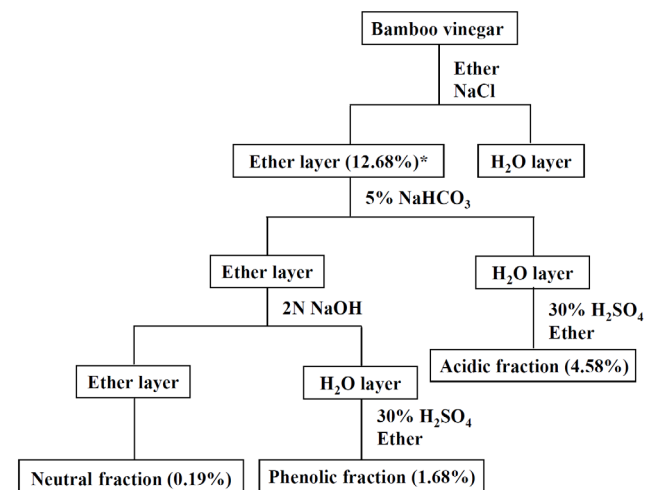 Bamboo vinegar
Ether
NaCl
Ether layer (12.68%)*
H₂O layer
5% NaHCO₃
Ether layer
H₂O layer
2N NaOH
30% H₂SO₄
Ether
Ether layer
H₂O layer
Acidic fraction (4.58%)
30% H₂SO₄
Ether
Neutral fraction (0.19%)
Phenolic fraction (1.68%)